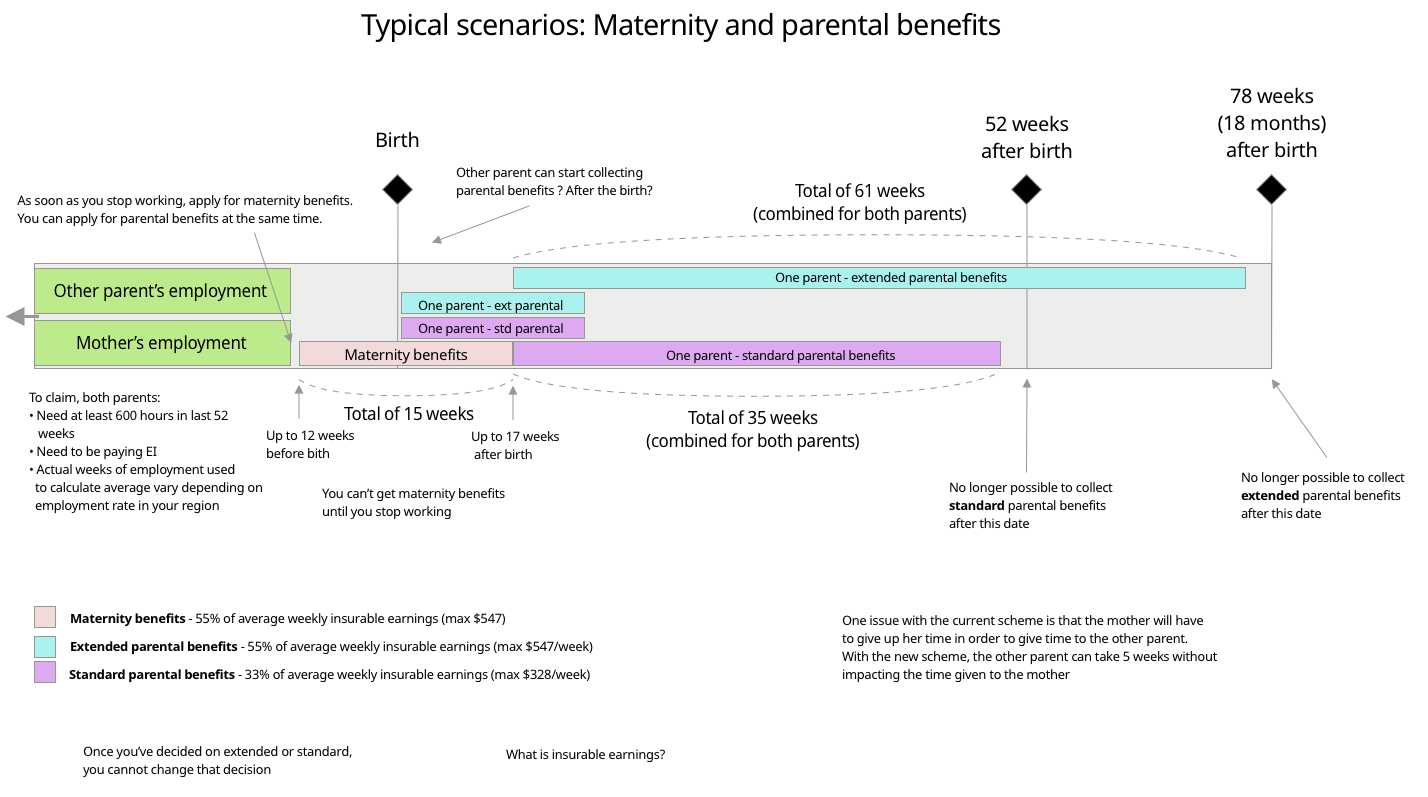 Typical scenarios: Maternity and parental benefits
78 weeks
(18 months)
after birth
52 weeks
after birth
Birth
Other parent can start collecting
parental benefits ? After the birth?
As soon as you stop working, apply for maternity benefits.
You can apply for parental benefits at the same time.
Total of 61 weeks
(combined for both parents)
One parent - extended parental benefits
Other parent’s employment
One parent - ext parental
One parent - std parental
Mother’s employment
Maternity benefits
One parent - standard parental benefits
To claim, both parents:
• Need at least 600 hours in last 52
weeks
• Need to be paying EI
• Actual weeks of employment used
to calculate average vary depending on
employment rate in your region
Total of 15 weeks
Up to 12 weeks
before bith
Up to 17 weeks
after birth
Total of 35 weeks
(combined for both parents)
You can’t get maternity benefits
until you stop working
No longer possible to collect
standard parental benefits
after this date
No longer possible to collect
extended parental benefits
after this date
Maternity benefits - 55% of average weekly insurable earnings (max $547)
Extended parental benefits - 55% of average weekly insurable earnings (max $547/week)
Standard parental benefits - 33% of average weekly insurable earnings (max $328/week)
One issue with the current scheme is that the mother will have
to give up her time in order to give time to the other parent.
With the new scheme, the other parent can take 5 weeks without
impacting the time given to the mother
Once you’ve decided on extended or standard,
you cannot change that decision
What is insurable earnings?